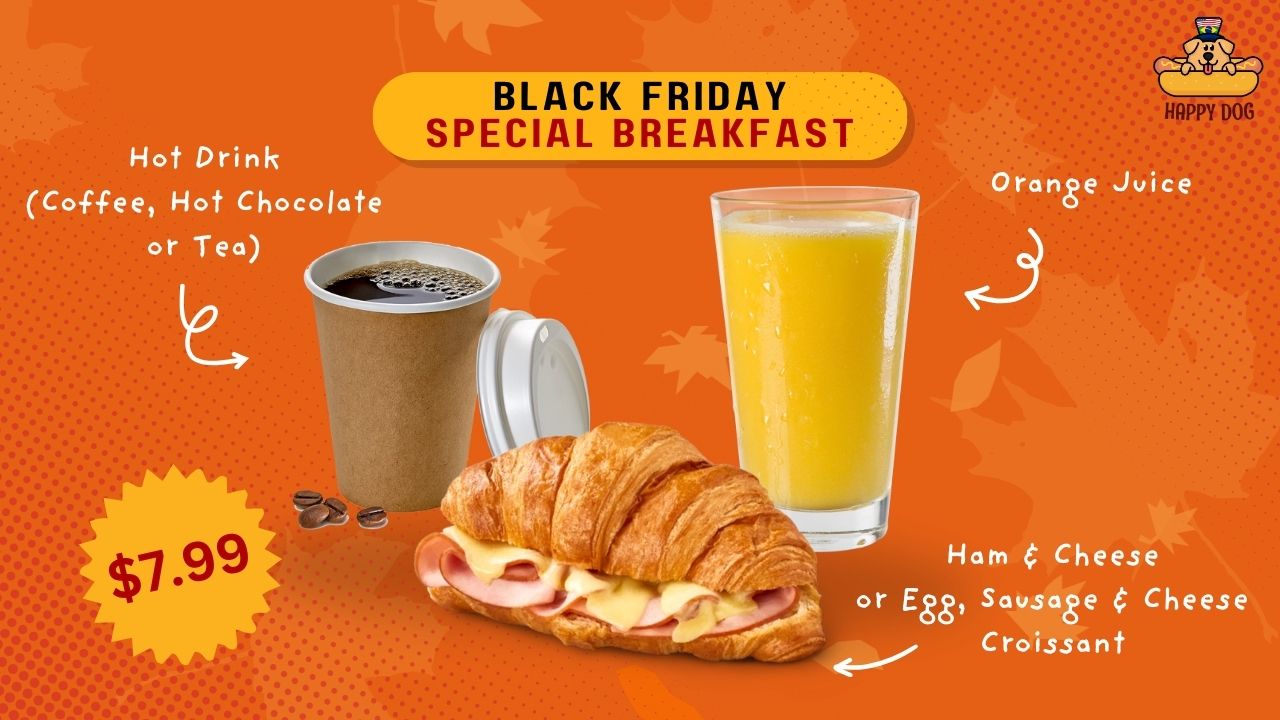 BLACK FRIDAY
SPECIAL BREAKFAST
HAPPY DOG
Hot Drink
(Coffee, Hot Chocolate
or Tea)
Orange Juice
$7.99
Ham & Cheese
or Egg, Sausage & Cheese
Croissant